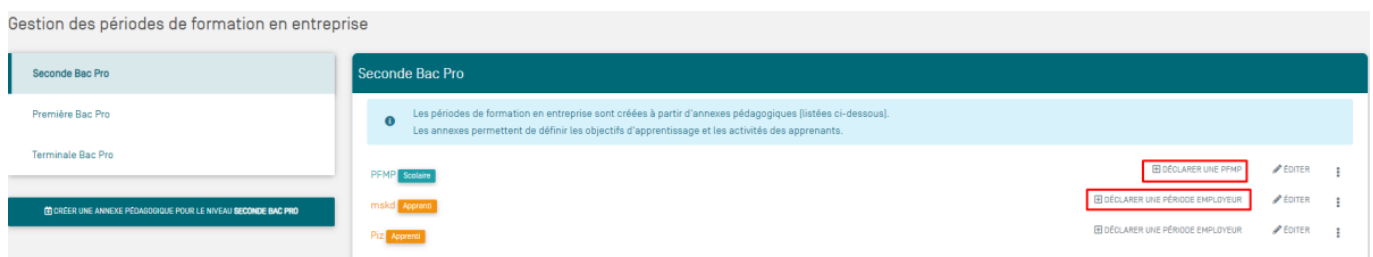 Gestion des périodes de formation en entreprise
Seconde Bac Pro
Première Bac Pro
Terminale Bac Pro
CRÉER UNE ANNEXE PÉDAGOGIQUE POUR LE NIVEAU SECONDE BAC PRO
Seconde Bac Pro
Les périodes de formation en entreprise sont créées à partir d'annexes pédagogiques (listées ci-dessous).
Les annexes permettent de définir les objectifs d'apprentissage et les activités des apprenants.
PFMP Scolaire DÉCLARER UNE PFMP ÉDITER
mskd Apprenti DÉCLARER UNE PÉRIODE EMPLOYEUR ÉDITER
Piz Apprenti DÉCLARER UNE PÉRIODE EMPLOYEUR ÉDITER